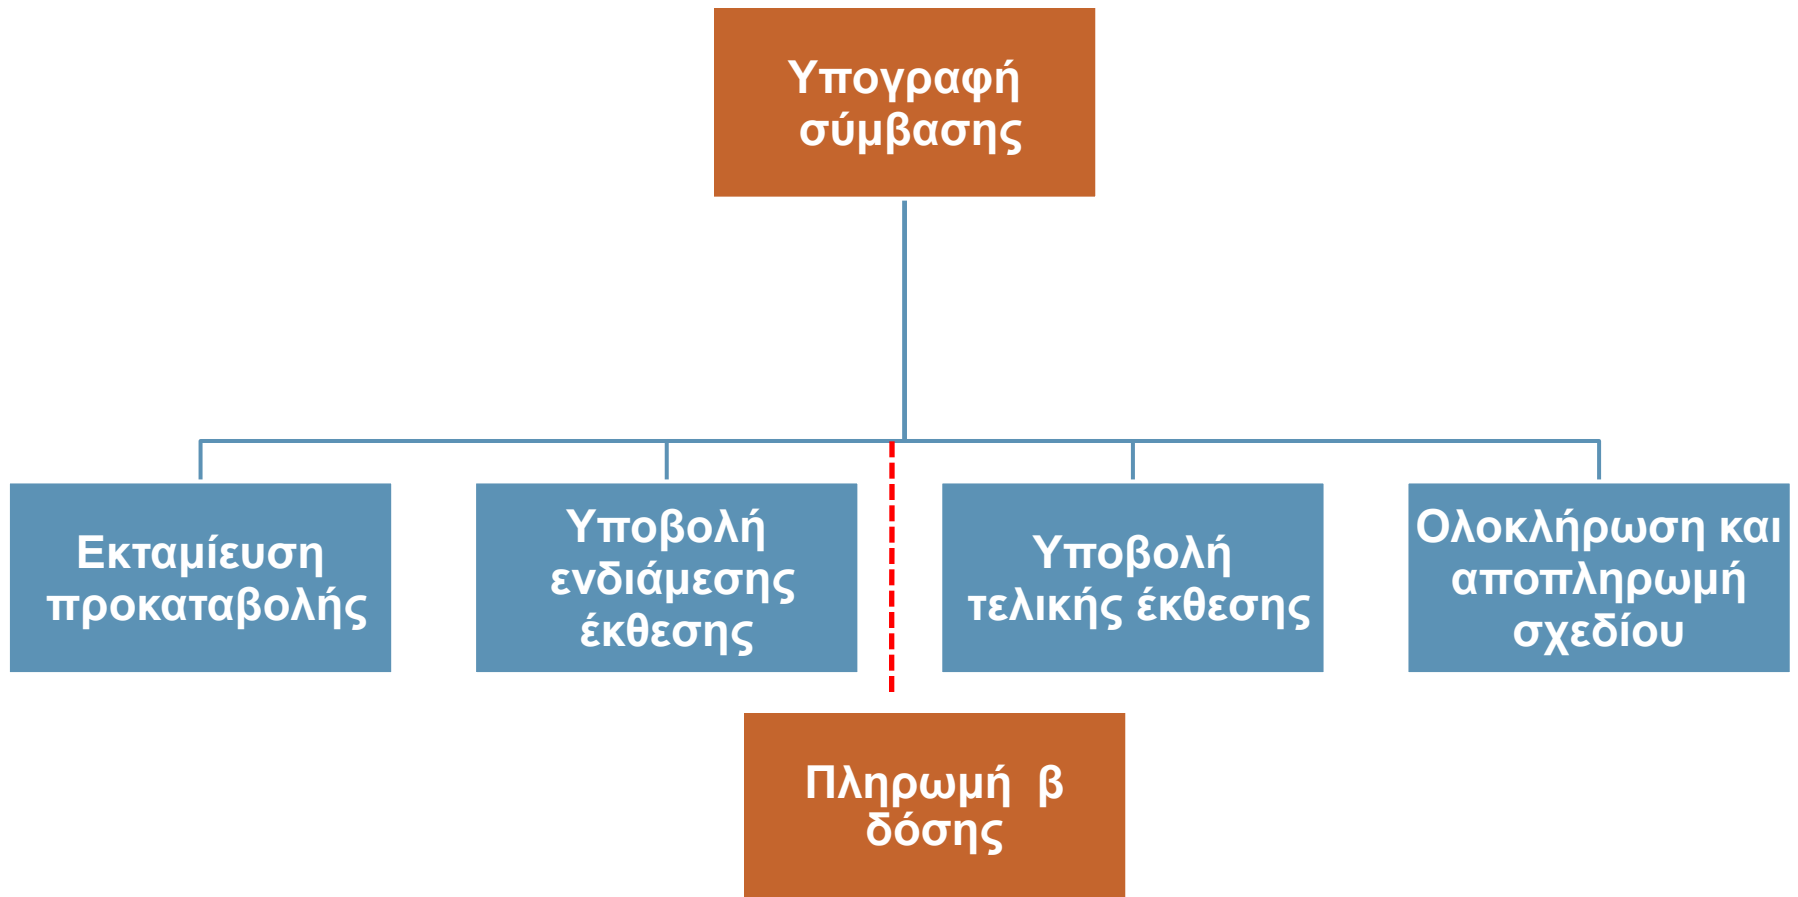 Υπογραφή
σύμβασης
Εκταμίευση
προκαταβολής
Υποβολή
ενδιάμεσης
έκθεσης
Υποβολή
τελικής έκθεσης
Ολοκλήρωση και
αποπληρωμή
σχεδίου
Πληρωμή β
δόσης